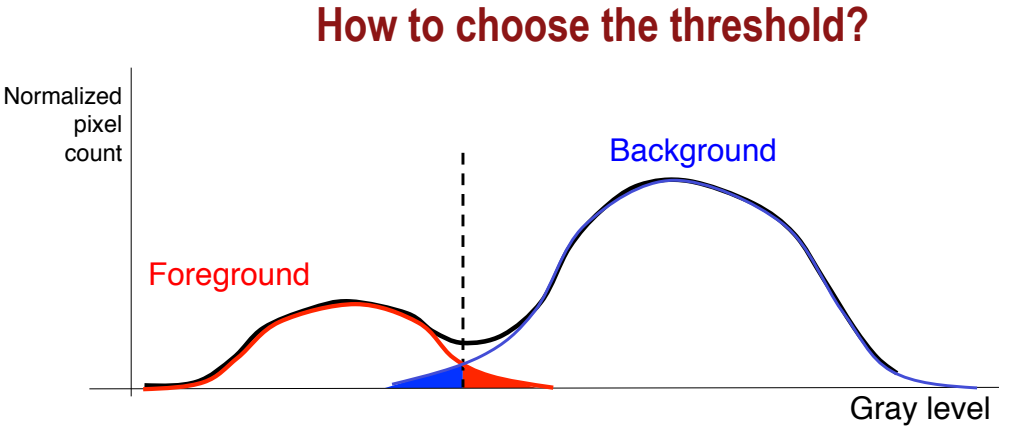 How to choose the threshold?
Normalized
pixel
count
Background
Foreground
Gray level